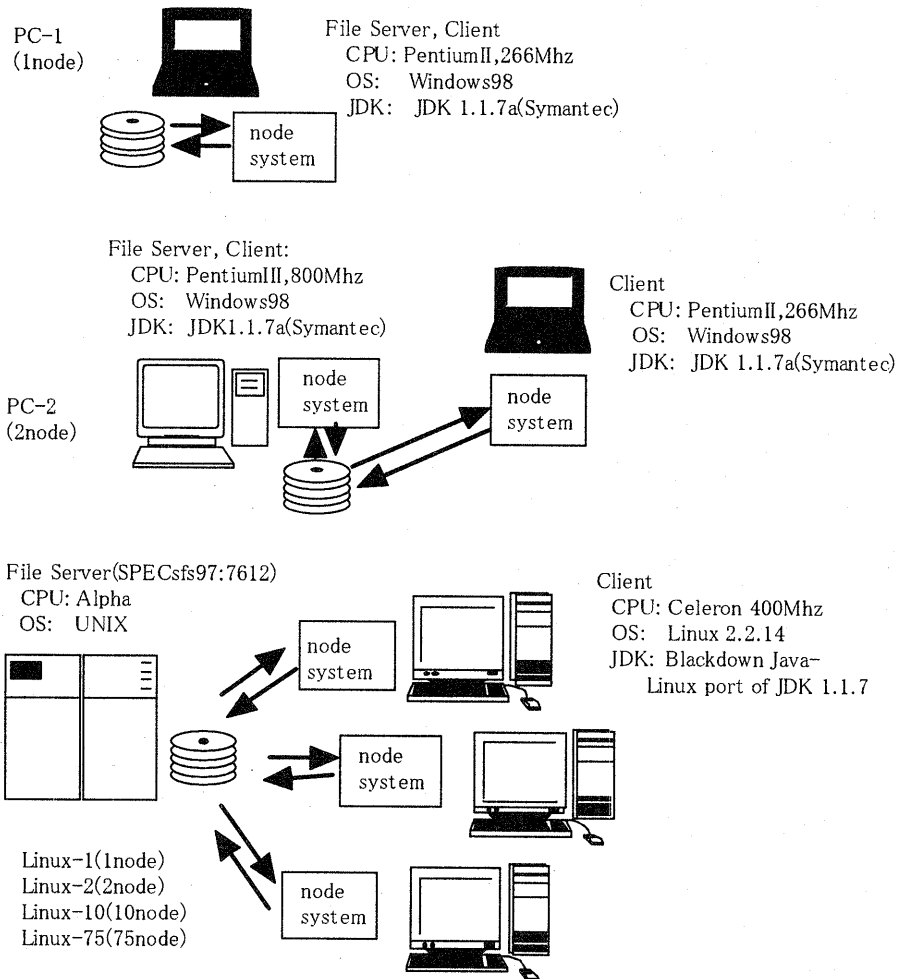 PC-1
(1node)
File Server, Client
CPU: PentiumII,266Mhz
OS: Windows98
JDK: JDK 1.1.7a(Symantec)
node
system
File Server, Client:
CPU: PentiumIII,800Mhz
OS: Windows98
JDK: JDK1.1.7a(Symantec)
Client
CPU: PentiumII,266Mhz
OS: Windows98
JDK: JDK 1.1.7a(Symantec)
PC-2
(2node)
node
system
node
system
File Server(SPECsfs97:7612)
CPU: Alpha
OS: UNIX
Client
CPU: Celeron 400Mhz
OS: Linux 2.2.14
JDK: Blackdown Java-
Linux port of JDK 1.1.7
node
system
node
system
node
system
Linux-1(1node)
Linux-2(2node)
Linux-10(10node)
Linux-75(75node)